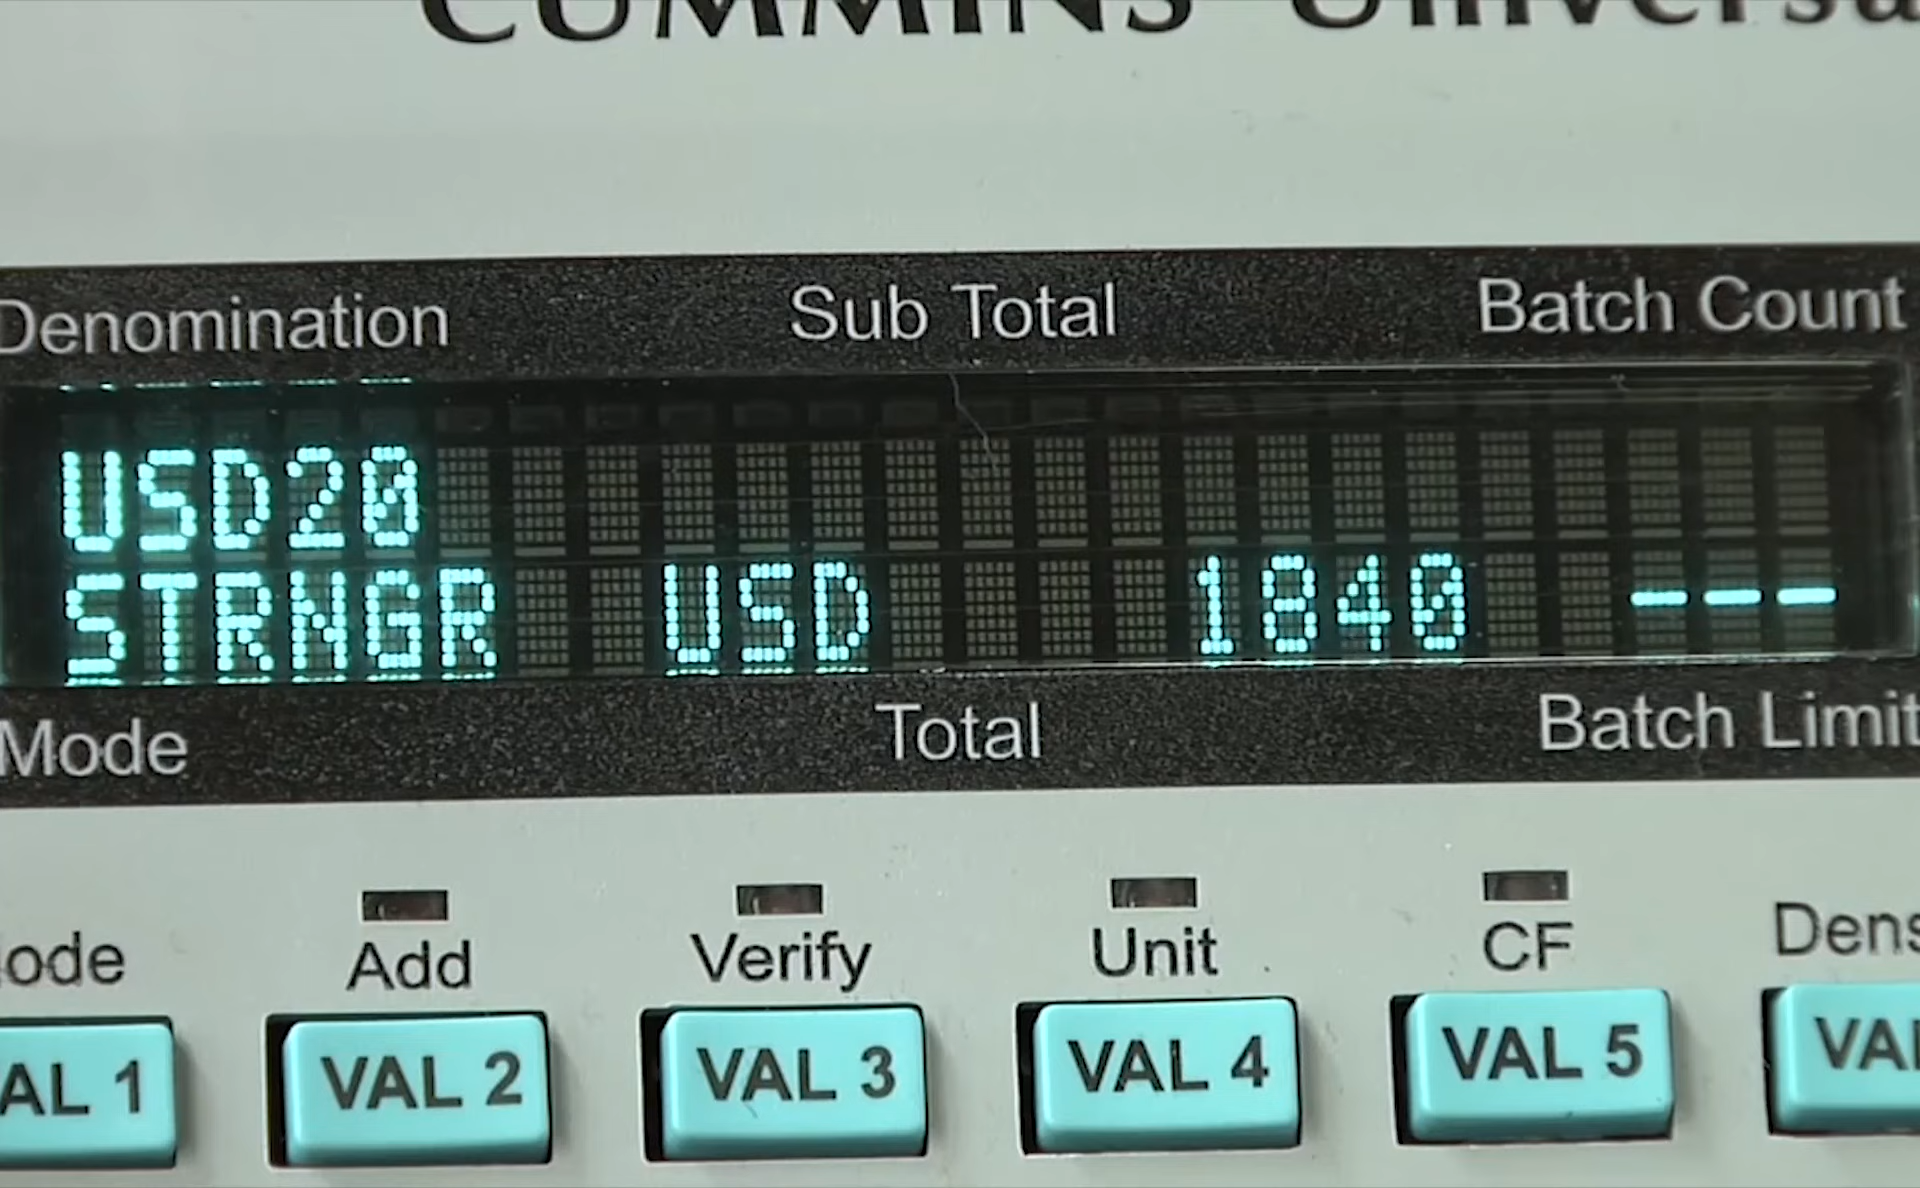 CUMMINS Universa
Denomination Sub Total Batch Count
USD20
STRNGR USD 1840 ---
Mode Total Batch Limit
ode Add Verify Unit CF Dens
AL 1 VAL 2 VAL 3 VAL 4 VAL 5 VAL